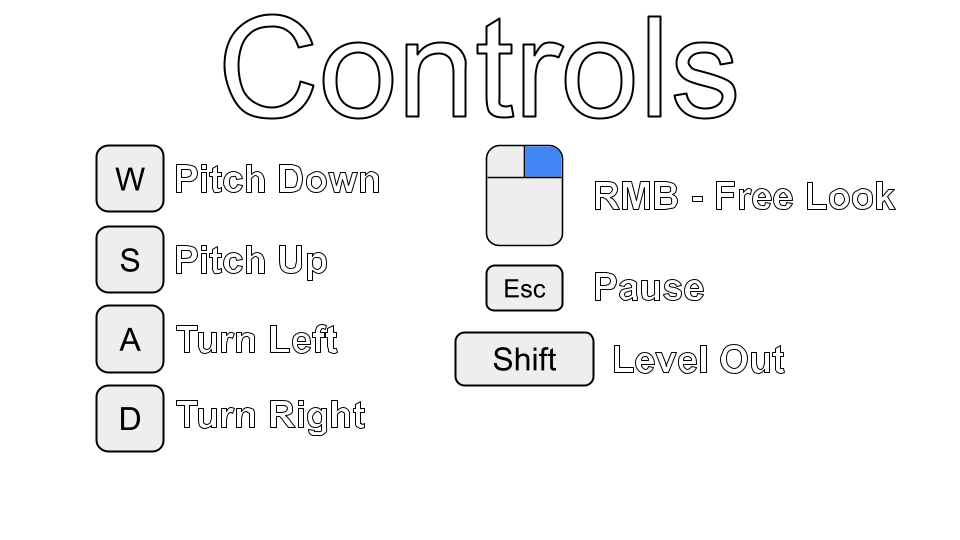 Controls
W Pitch Down
S Pitch Up
A Turn Left
D Turn Right
RMB - Free Look
Esc Pause
Shift Level Out